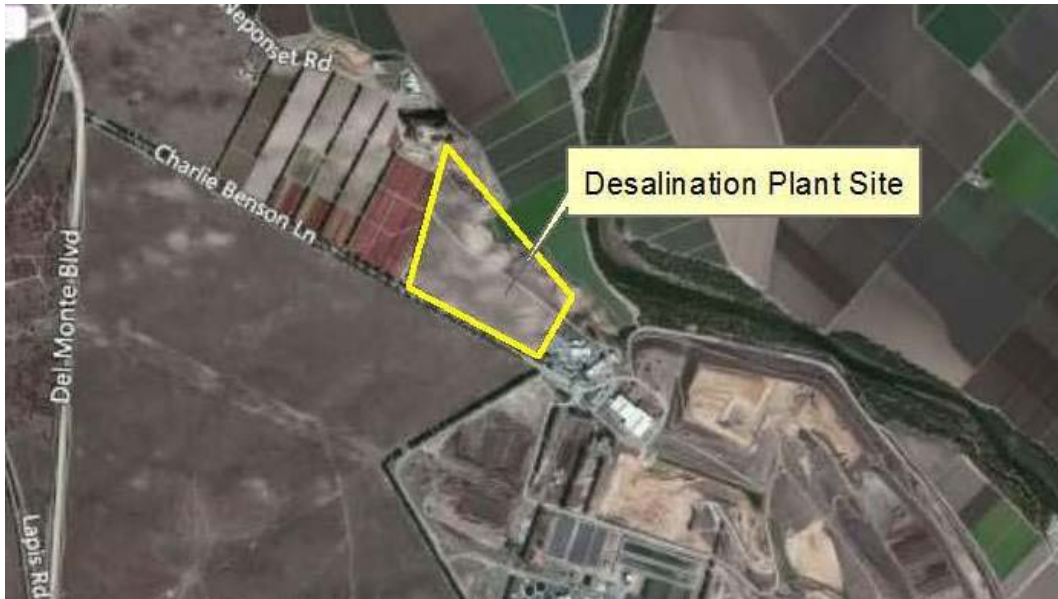 Neponset Rd
Charlie Benson Ln
Desalination Plant Site
Del Monte Blvd
Lapis Rd